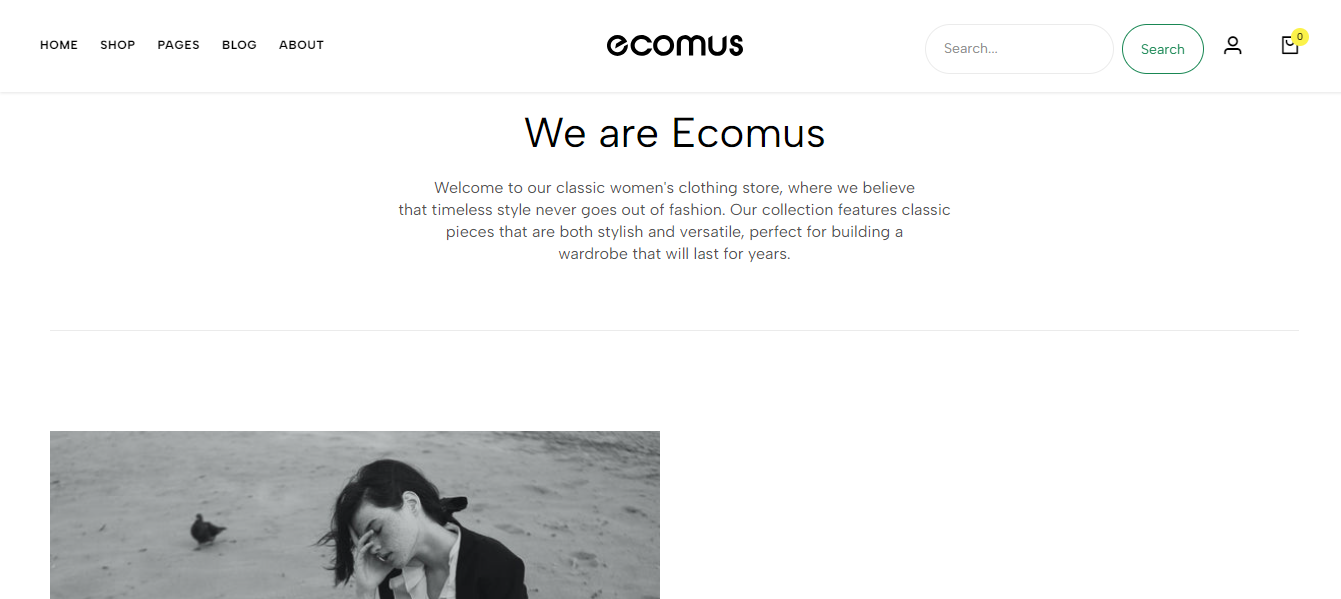 HOME SHOP PAGES BLOG ABOUT
ecomus
Search...
Search
0
We are Ecomus
Welcome to our classic women's clothing store, where we believe
that timeless style never goes out of fashion. Our collection features classic
pieces that are both stylish and versatile, perfect for building a
wardrobe that will last for years.